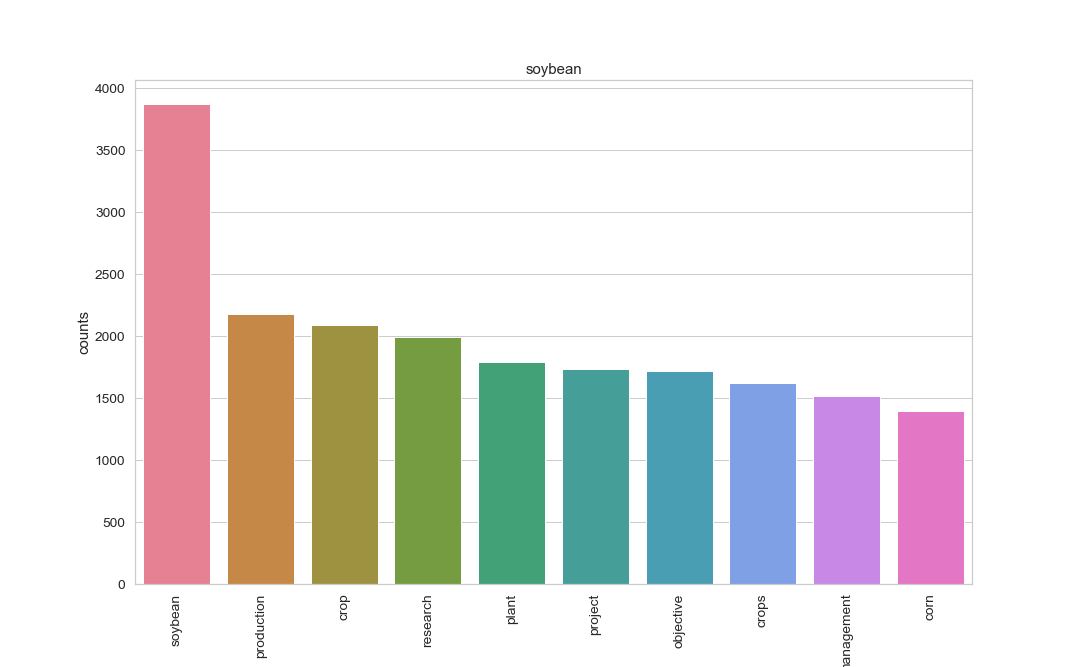 soybean
4000
3500
3000
2500
2000
1500
1000
500
0
counts
soybean
production
crop
research
plant
project
objective
crops
anagement
corn